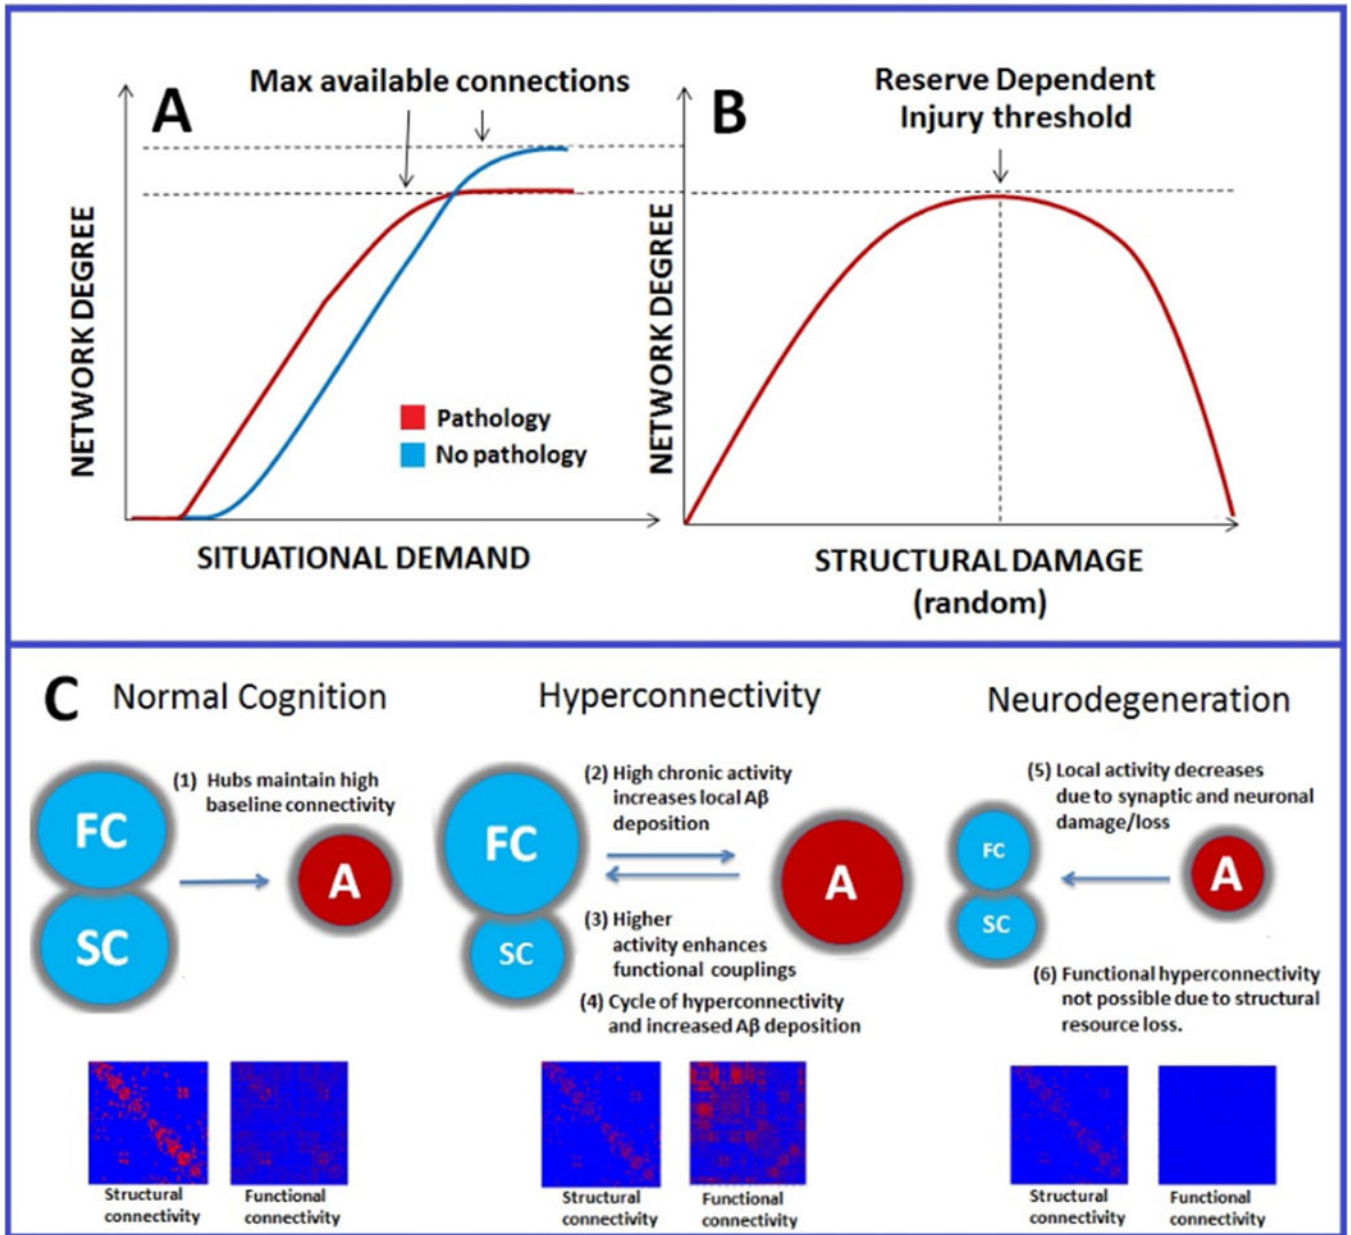 A
Max available connections
NETWORK DEGREE
Pathology
No pathology
SITUATIONAL DEMAND
B
Reserve Dependent
Injury threshold
NETWORK DEGREE
STRUCTURAL DAMAGE
(random)
C
Normal Cognition
FC
SC
(1) Hubs maintain high
baseline connectivity
A
Structural
connectivity
Functional
connectivity
Hyperconnectivity
FC
SC
(2) High chronic activity
increases local Aβ
deposition
(3) Higher
activity enhances
functional couplings
(4) Cycle of hyperconnectivity
and increased Aβ deposition
A
Structural
connectivity
Functional
connectivity
Neurodegeneration
(5) Local activity decreases
due to synaptic and neuronal
damage/loss
FC
SC
A
(6) Functional hyperconnectivity
not possible due to structural
resource loss.
Structural
connectivity
Functional
connectivity